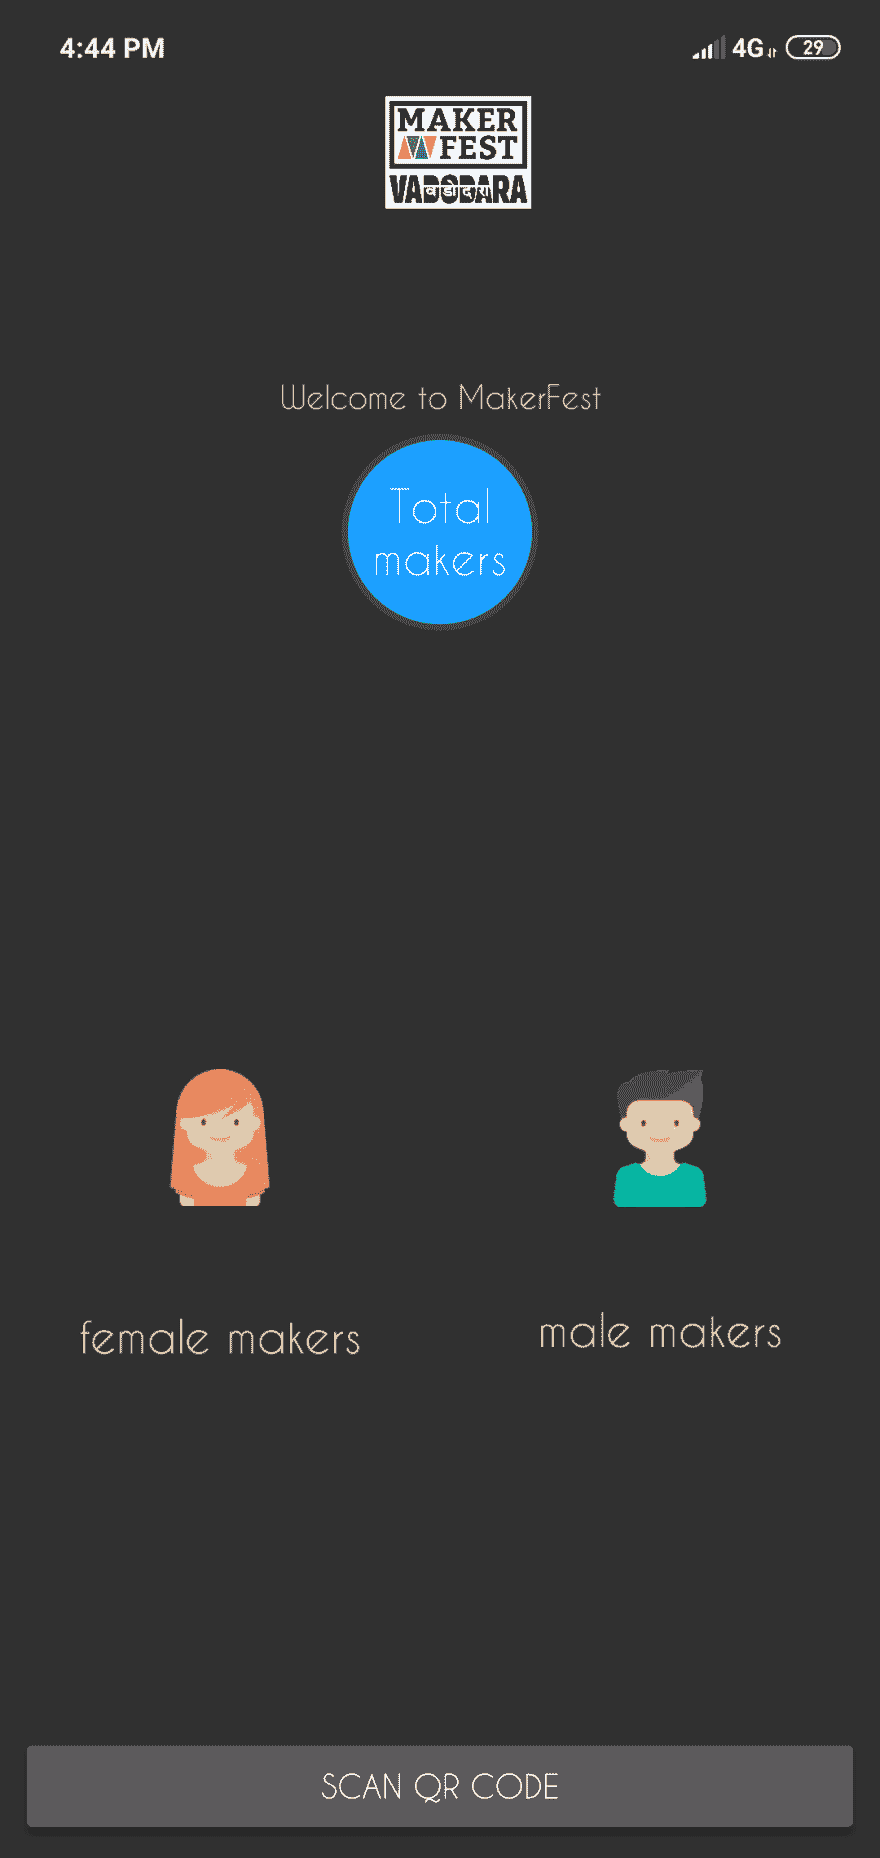 4:44 PM
4G
29
MAKER
FEST
VADODARA
वाडोदारा
Welcome to MakerFest
Total
makers
female makers
male makers
SCAN QR CODE